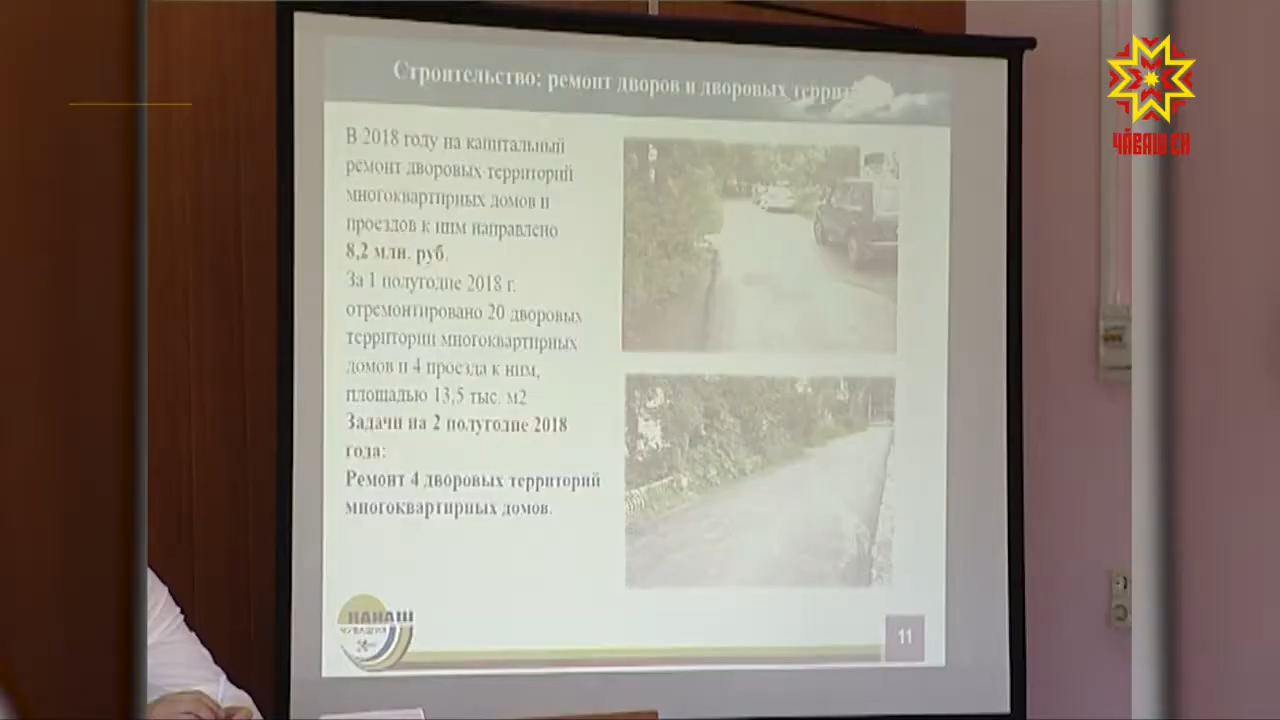 Строительство: ремонт дворов и дворовых
ЧӐВАШ ЕН
В 2018 году на капитальный
ремонт дворовых территорий
многоквартирных домов и
проездов к ним направлено
8,2 млн. руб.
За 1 полугодие 2018 г.
отремонтировано 20 дворовых
территории многоквартирных
домов и 4 проезда к ним,
площадью 13,5 тыс. м2
Задачи на 2 полугодие 2018
года:
Ремонт 4 дворовых территорий
многоквартирных домов.
КАНАШ
ЧУВАШИЯ
11